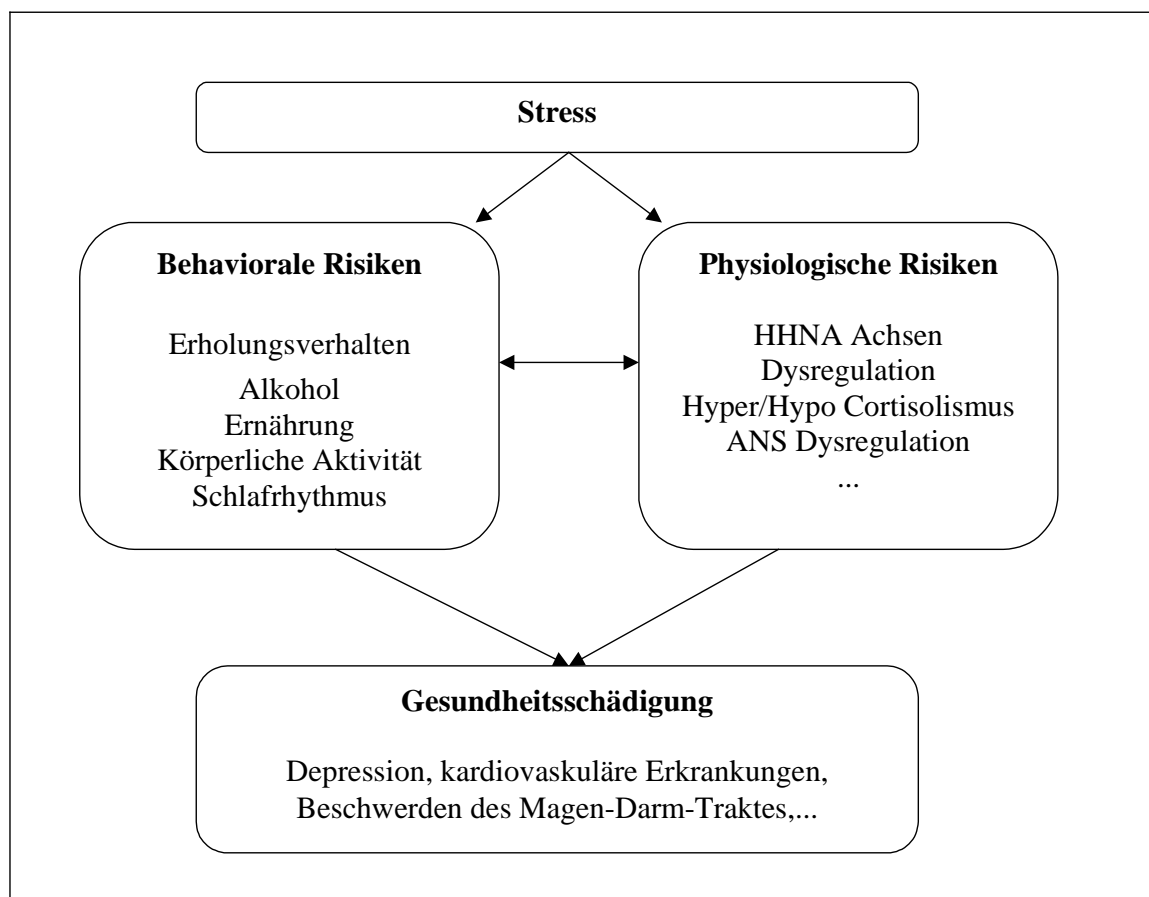 Stress
Behaviorale Risiken
Erholungsverhalten
Alkohol
Ernährung
Körperliche Aktivität
Schlafrhythmus
Physiologische Risiken
HHNA Achsen
Dysregulation
Hyper/Hypo Cortisolismus
ANS Dysregulation
...
Gesundheitsschädigung
Depression, kardiovaskuläre Erkrankungen,
Beschwerden des Magen-Darm-Traktes,...